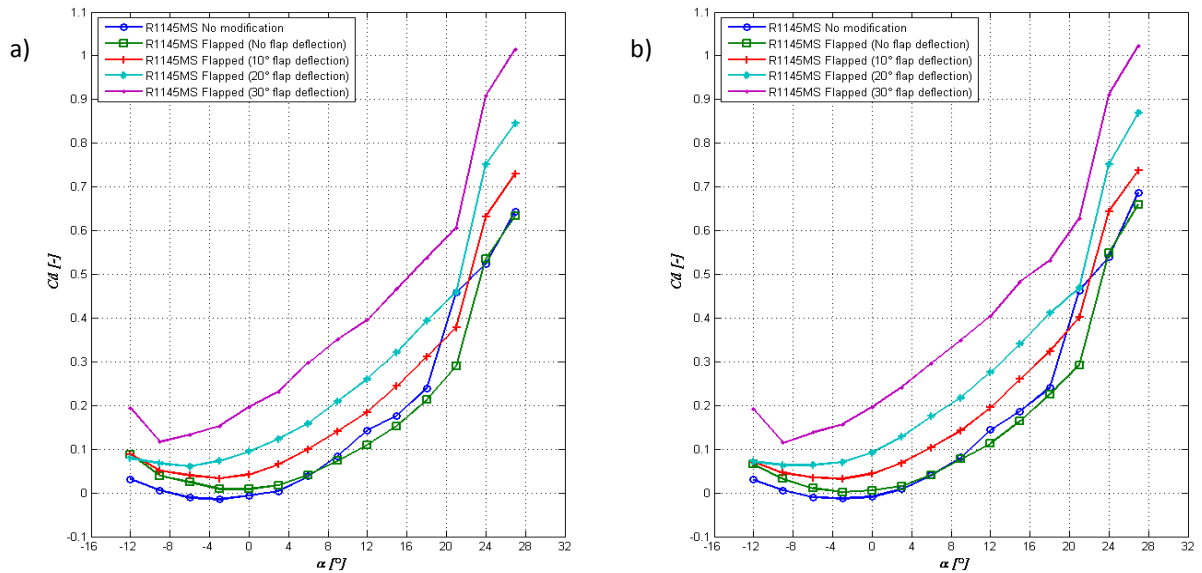 a)
R1145MS No modification
R1145MS Flapped (No flap deflection)
R1145MS Flapped (10° flap deflection)
R1145MS Flapped (20° flap deflection)
R1145MS Flapped (30° flap deflection)
1.1
1
0.9
0.8
0.7
0.6
0.5
0.4
0.3
0.2
0.1
0
-0.1
Cd [-]
-16 -12 -8 -4 0 4 8 12 16 20 24 28 32
α [°]
b)
R1145MS No modification
R1145MS Flapped (No flap deflection)
R1145MS Flapped (10° flap deflection)
R1145MS Flapped (20° flap deflection)
R1145MS Flapped (30° flap deflection)
1.1
1
0.9
0.8
0.7
0.6
0.5
0.4
0.3
0.2
0.1
0
-0.1
Cd [-]
-16 -12 -8 -4 0 4 8 12 16 20 24 28 32
α [°]